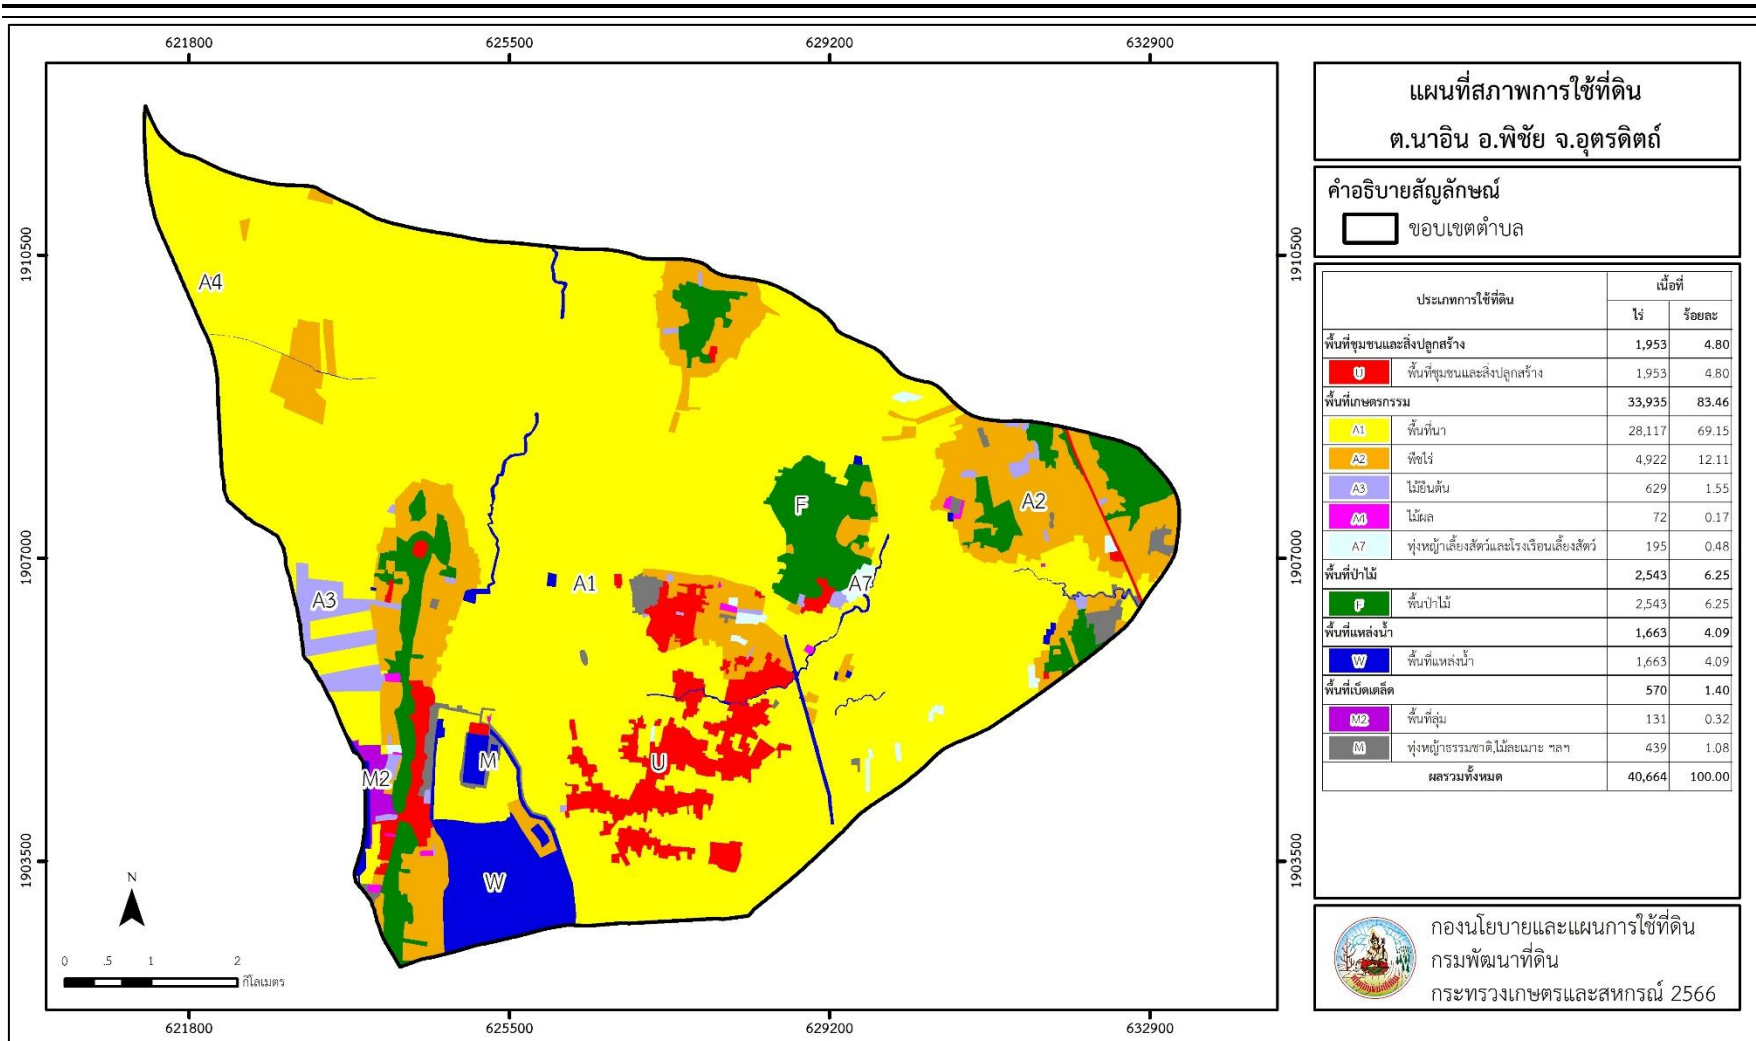 621800 625500 629200 632900
1910500 1910500
1907000 1907000
1903500 1903500
621800 625500 629200 632900
A4
F
A2
A1
A7
A3
M2
M
U
W
N
0 .5 1 2
กิโลเมตร
แผนที่สภาพการใช้ที่ดิน
ต.นาอิน อ.พิชัย จ.อุตรดิตถ์
คำอธิบายสัญลักษณ์
ขอบเขตตำบล
ประเภทการใช้ที่ดิน เนื้อที่
ไร่ ร้อยละ
พื้นที่ชุมชนและสิ่งปลูกสร้าง 1,953 4.80
U พื้นที่ชุมชนและสิ่งปลูกสร้าง 1,953 4.80
พื้นที่เกษตรกรรม 33,935 83.46
A1 พื้นที่นา 28,117 69.15
A2 พืชไร่ 4,922 12.11
A3 ไม้ยืนต้น 629 1.55
A4 ไม้ผล 72 0.17
A7 ทุ่งหญ้าเลี้ยงสัตว์และโรงเรือนเลี้ยงสัตว์ 195 0.48
พื้นที่ป่าไม้ 2,543 6.25
F พื้นป่าไม้ 2,543 6.25
พื้นที่แหล่งน้ำ 1,663 4.09
W พื้นที่แหล่งน้ำ 1,663 4.09
พื้นที่เบ็ดเตล็ด 570 1.40
M2 พื้นที่ลุ่ม 131 0.32
M ทุ่งหญ้าธรรมชาติ,ไม้ละเมาะ ฯลฯ 439 1.08
ผลรวมทั้งหมด 40,664 100.00
กองนโยบายและแผนการใช้ที่ดิน
กรมพัฒนาที่ดิน
กระทรวงเกษตรและสหกรณ์ 2566